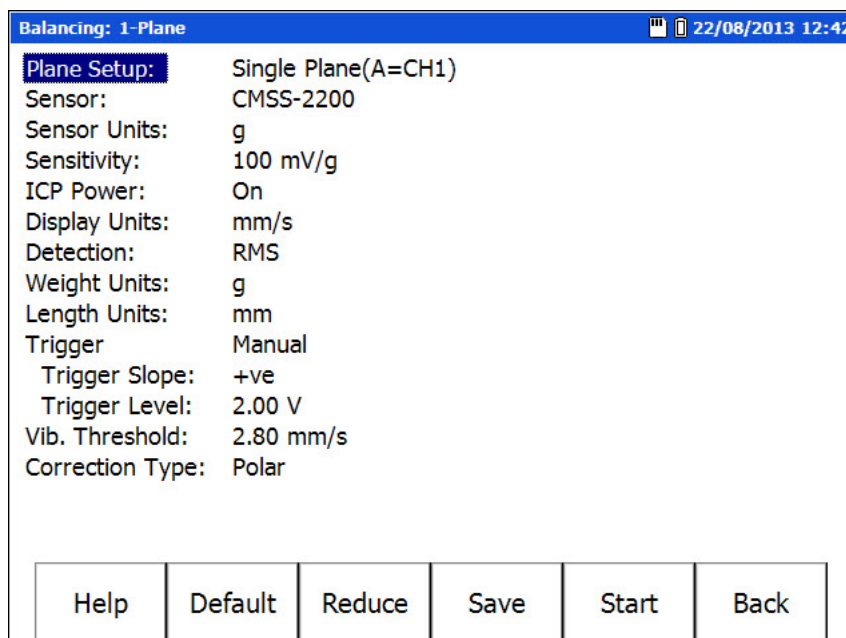 Balancing: 1-Plane 22/08/2013 12:42
Plane Setup: Single Plane(A=CH1)
Sensor: CMSS-2200
Sensor Units: g
Sensitivity: 100 mV/g
ICP Power: On
Display Units: mm/s
Detection: RMS
Weight Units: g
Length Units: mm
Trigger Manual
Trigger Slope: +ve
Trigger Level: 2.00 V
Vib. Threshold: 2.80 mm/s
Correction Type: Polar
Help Default Reduce Save Start Back